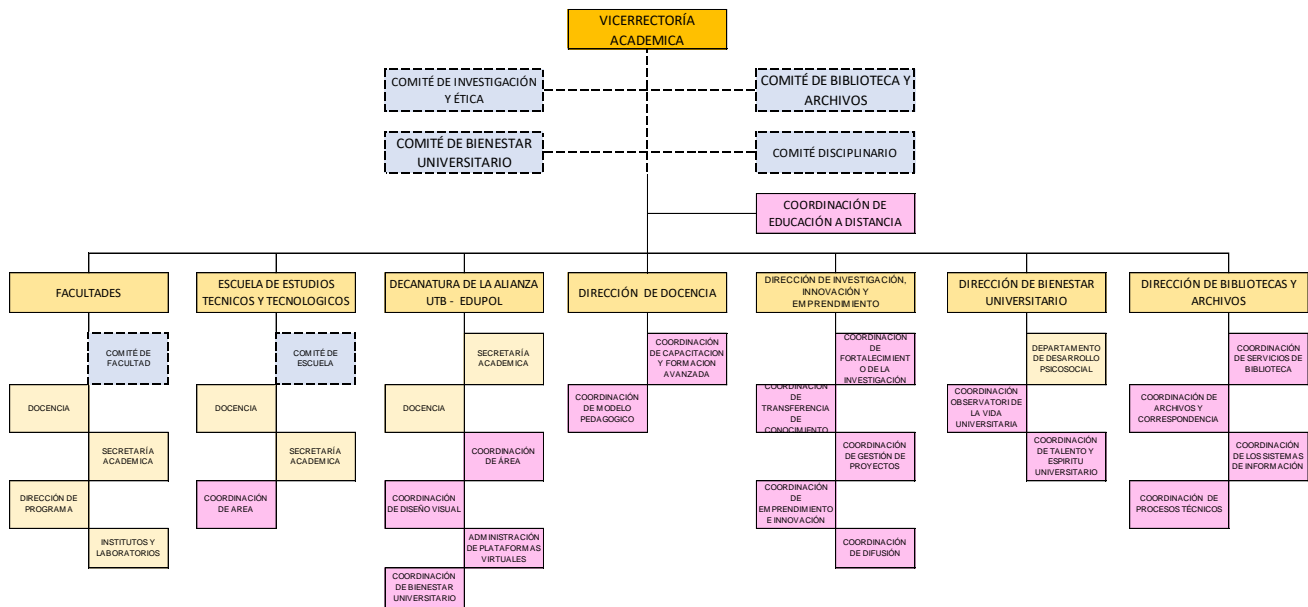 VICERRECTORÍA
ACADEMICA
COMITÉ DE INVESTIGACIÓN
Y ÉTICA
COMITÉ DE BIBLIOTECA Y
ARCHIVOS
COMITÉ DE BIENESTAR
UNIVERSITARIO
COMITÉ DISCIPLINARIO
COORDINACIÓN DE
EDUCACIÓN A DISTANCIA
FACULTADES
ESCUELA DE ESTUDIOS
TECNICOS Y TECNOLOGICOS
DECANATURA DE LA ALIANZA
UTB - EDUPOL
DIRECCIÓN DE DOCENCIA
DIRECCIÓN DE INVESTIGACIÓN,
INNOVACIÓN Y
EMPRENDIMIENTO
DIRECCIÓN DE BIENESTAR
UNIVERSITARIO
DIRECCIÓN DE BIBLIOTECAS Y
ARCHIVOS
COMITÉ DE
FACULTAD
DOCENCIA
SECRETARÍA
ACADEMICA
DIRECCIÓN DE
PROGRAMA
INSTITUTOS Y
LABORATORIOS
COMITÉ DE
ESCUELA
DOCENCIA
SECRETARÍA
ACADEMICA
COORDINACIÓN
DE AREA
SECRETARÍA
ACADEMICA
DOCENCIA
COORDINACIÓN
DE ÁREA
COORDINACIÓN
DE DISEÑO VISUAL
ADMINISTRACIÓN
DE PLATAFORMAS
VIRTUALES
COORDINACIÓN
DE BIENESTAR
UNIVERSITARIO
COORDINACIÓN
DE CAPACITACION
Y FORMACION
AVANZADA
COORDINACIÓN
DE MODELO
PEDAGOGICO
COORDINACION
DE
FORTALECIMIENT
O DE LA
INVESTIGACIÓN
COORDINACIÓN
DE
TRANSFERENCIA
DE
CONOCIMIENTO
COORDINACIÓN
DE GESTIÓN DE
PROYECTOS
COORDINACIÓN
DE
EMPRENDIMIENTO
E INNOVACIÓN
COORDINACIÓN
DE DIFUSIÓN
DEPARTAMENTO
DE DESARROLLO
PSICOSOCIAL
COORDINACIÓN
OBSERVATORI DE
LA VIDA
UNIVERSITARIA
COORDINACIÓN
DE TALENTO Y
ESPIRITU
UNIVERSITARIO
COORDINACIÓN
DE SERVICIOS DE
BIBLIOTECA
COORDINACIÓN DE
ARCHIVOS Y
CORRESPONDENCIA
COORDINACIÓN
DE LOS SISTEMAS
DE INFORMACIÓN
COORDINACIÓN DE
PROCESOS TÉCNICOS